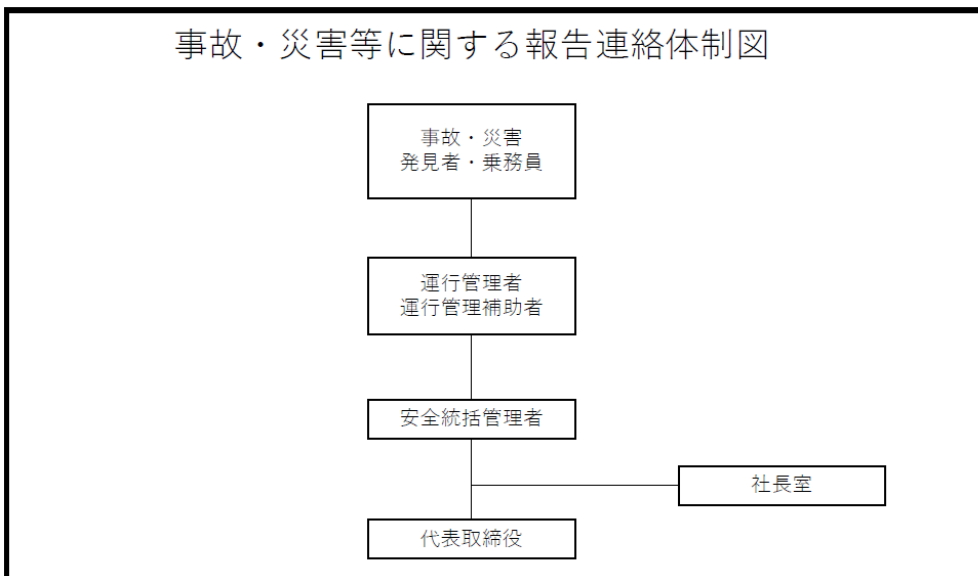 事故・災害等に関する報告連絡体制図
事故・災害
発見者・乗務員
運行管理者
運行管理補助者
安全統括管理者
社長室
代表取締役